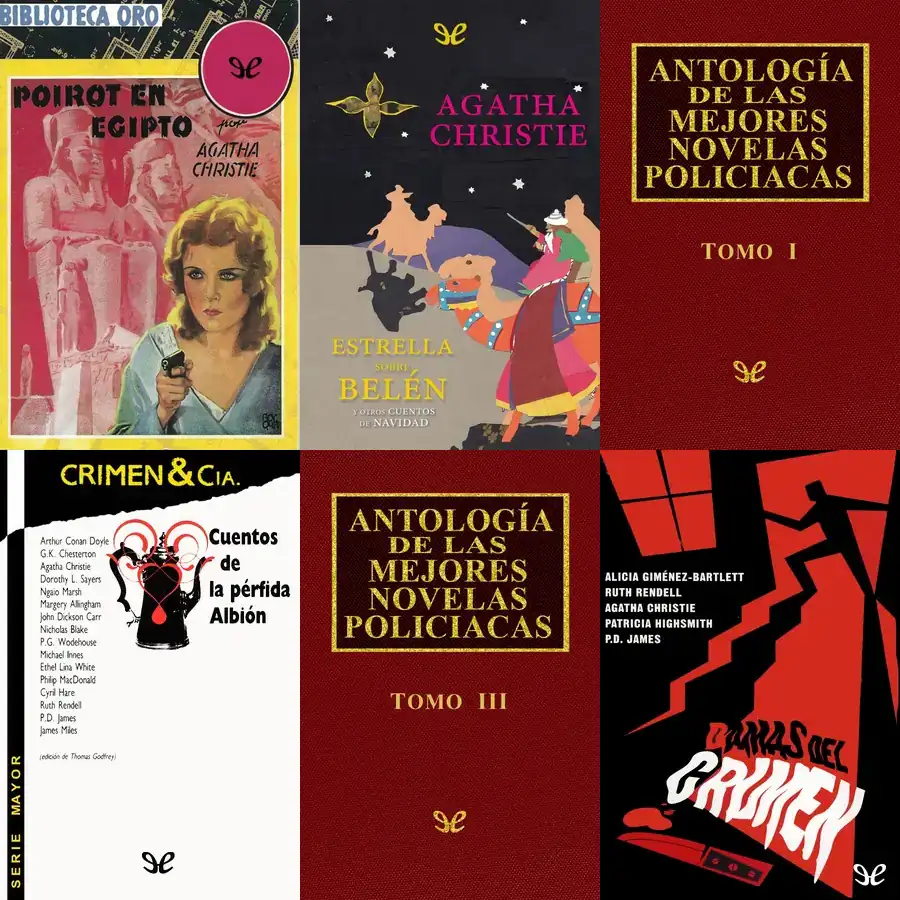 BIBLIOTECA ORO
POIROT EN
EGIPTO
por
AGATHA
CHRISTIE
AGATHA
CHRISTIE
ESTRELLA
SOBRE
BELÉN
Y OTROS CUENTOS
DE NAVIDAD
ANTOLOGÍA
DE LAS
MEJORES
NOVELAS
POLICIACAS
TOMO I
CRIMEN & CIA.
Arthur Conan Doyle
G.K. Chesterton
Agatha Christie
Dorothy L. Sayers
Ngaio Marsh
Margery Allingham
John Dickson Carr
Nicholas Blake
P.G. Wodehouse
Michael Innes
Ethel Lina White
Philip MacDonald
Cyril Hare
Ruth Rendell
P.D. James
James Miles
(edición de Thomas Godfrey)
Cuentos
de
la pérfida
Albión
SERIE MAYOR
ANTOLOGÍA
DE LAS
MEJORES
NOVELAS
POLICIACAS
TOMO III
ALICIA GIMÉNEZ-BARTLETT
RUTH RENDELL
AGATHA CHRISTIE
PATRICIA HIGHSMITH
P.D. JAMES
DAMAS DEL
CRIMEN